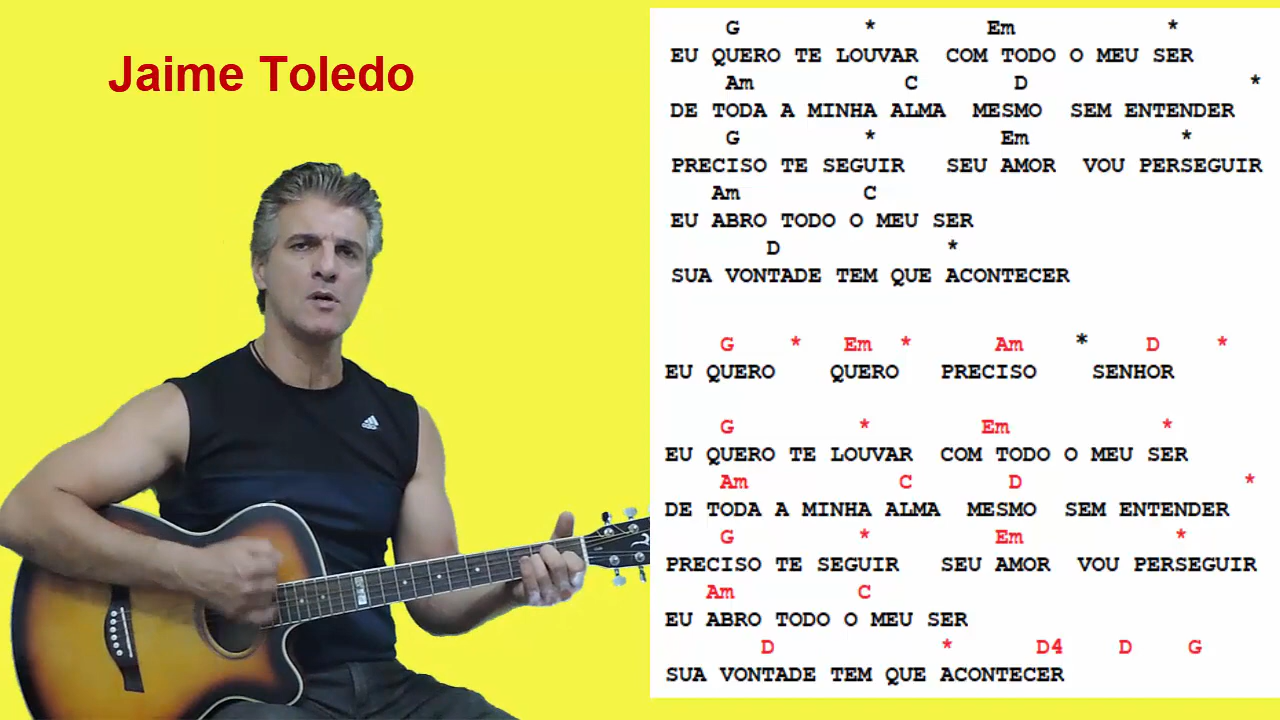 Jaime Toledo
G * Em *
EU QUERO TE LOUVAR COM TODO O MEU SER
Am C D *
DE TODA A MINHA ALMA MESMO SEM ENTENDER
G * Em *
PRECISO TE SEGUIR SEU AMOR VOU PERSEGUIR
Am C
EU ABRO TODO O MEU SER
D *
SUA VONTADE TEM QUE ACONTECER
G * Em * Am * D *
EU QUERO QUERO PRECISO SENHOR
G * Em *
EU QUERO TE LOUVAR COM TODO O MEU SER
Am C D *
DE TODA A MINHA ALMA MESMO SEM ENTENDER
G * Em *
PRECISO TE SEGUIR SEU AMOR VOU PERSEGUIR
Am C
EU ABRO TODO O MEU SER
D * D4 D G
SUA VONTADE TEM QUE ACONTECER